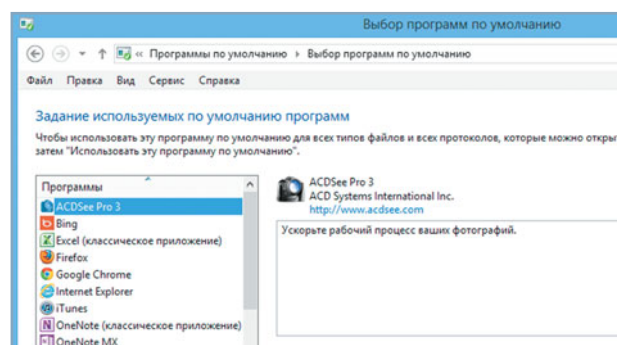 Выбор программ по умолчанию
« Программы по умолчанию Выбор программ по умолчанию
Файл Правка Вид Сервис Справка
Задание используемых по умолчанию программ
Чтобы использовать эту программу по умолчанию для всех типов файлов и всех протоколов, которые можно откры
затем "Использовать эту программу по умолчанию".
Программы
ACDSee Pro 3
Bing
Excel (классическое приложение)
Firefox
Google Chrome
Internet Explorer
iTunes
OneNote (классическое приложение)
OneNote MX
ACDSee Pro 3
ACD Systems International Inc.
http://www.acdsee.com
Ускорьте рабочий процесс ваших фотографий.